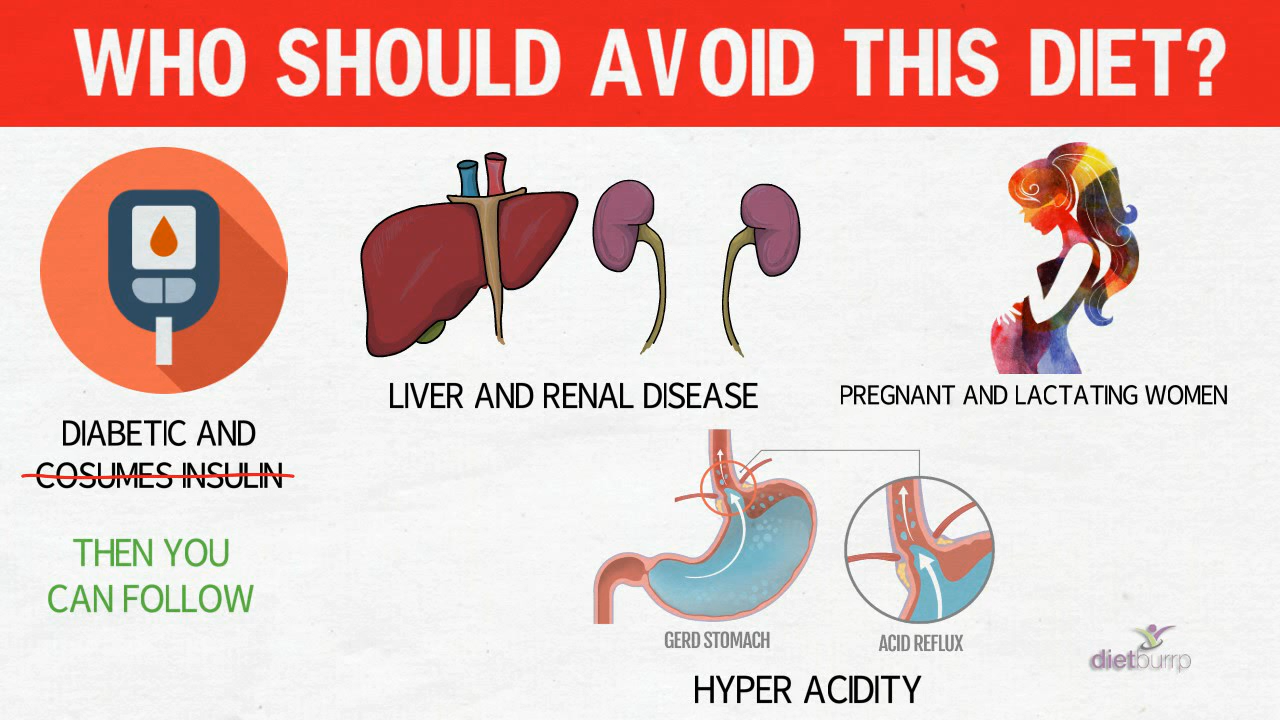 WHO SHOULD AVOID THIS DIET?
DIABETIC AND
COSUMES INSULIN
THEN YOU
CAN FOLLOW
LIVER AND RENAL DISEASE
PREGNANT AND LACTATING WOMEN
GERD STOMACH
ACID REFLUX
HYPER ACIDITY
dietburrp